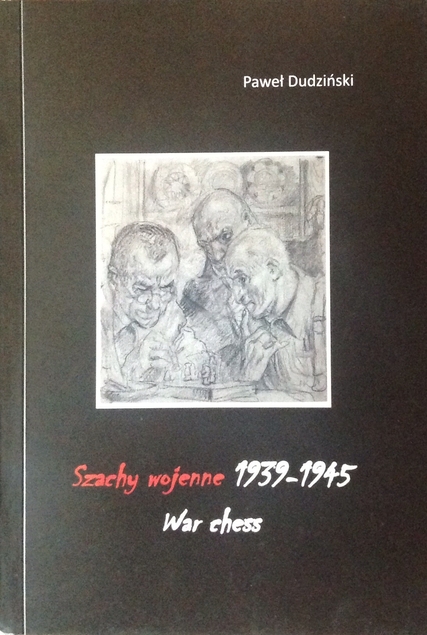 Paweł Dudziński
Szachy wojenne 1939-1945
War chess